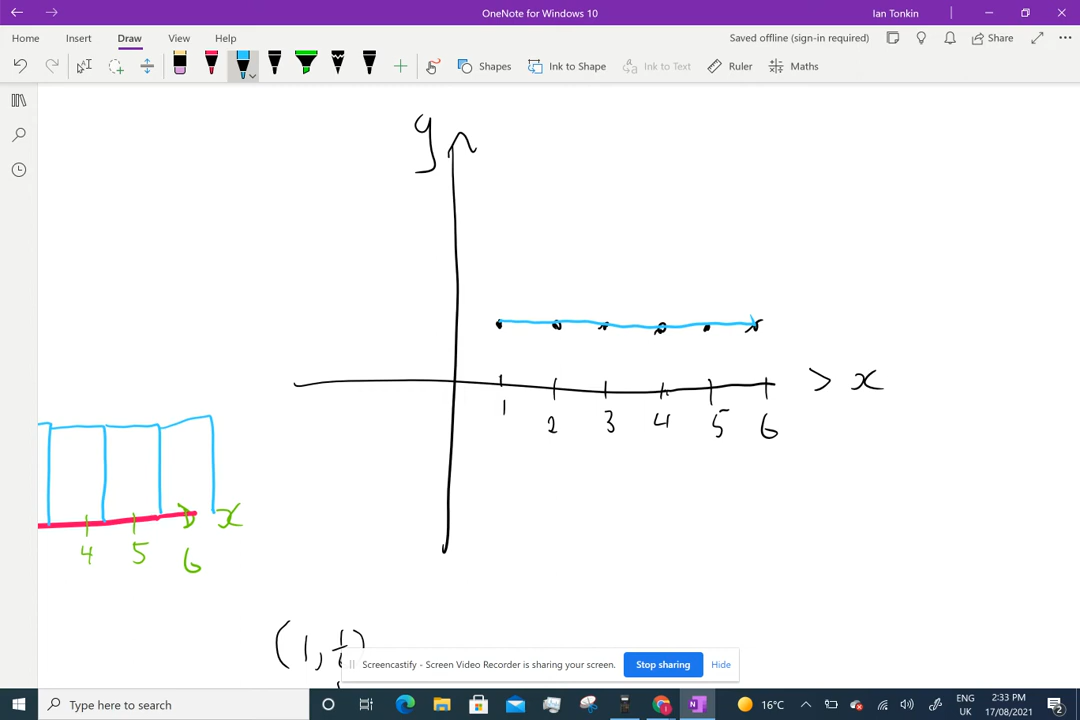 OneNote for Windows 10
Ian Tonkin
Home Insert Draw View Help
Saved offline (sign-in required) Share
Shapes Ink to Shape Ink to Text Ruler Maths
y
> x
1 2 3 4 5 6
x
4 5 6
(1, 1
Screencastify - Screen Video Recorder is sharing your screen. Stop sharing Hide
Type here to search
16°C
ENG
UK
2:33 PM
17/08/2021
2